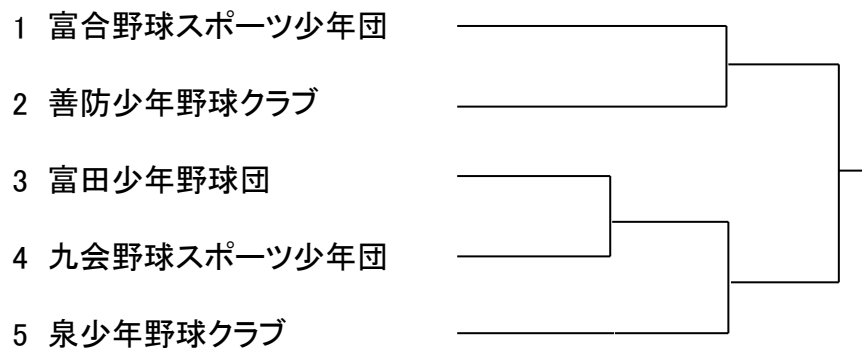 1 富合野球スポーツ少年団
2 善防少年野球クラブ
3 富田少年野球団
4 九会野球スポーツ少年団
5 泉少年野球クラブ